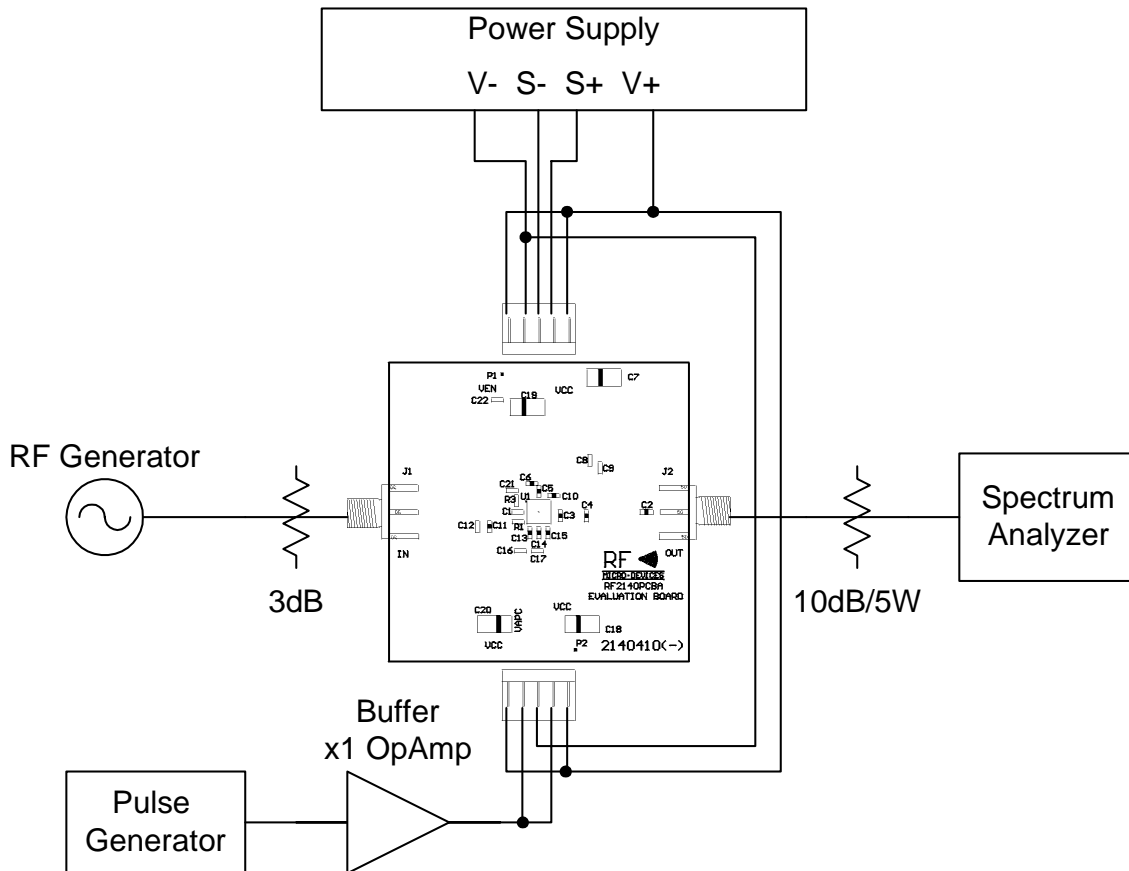 Power Supply
V- S- S+ V+
P1
VEN
C22
C19
VCC
C7
RF Generator
J1
J2
C8
C9
C6
C5
C21
C10
R3
U1
C1
C3
C4
C2
C12
C11
R1
C13
C14
C15
C16
C17
IN
OUT
3dB
10dB/5W
Spectrum
Analyzer
RF
MICRO-DEVICES
RF2140PCBA
EVALUATION BOARD
C20
VAPC
VCC
VCC
C18
P2
2140410(-)
Buffer
x1 OpAmp
Pulse
Generator